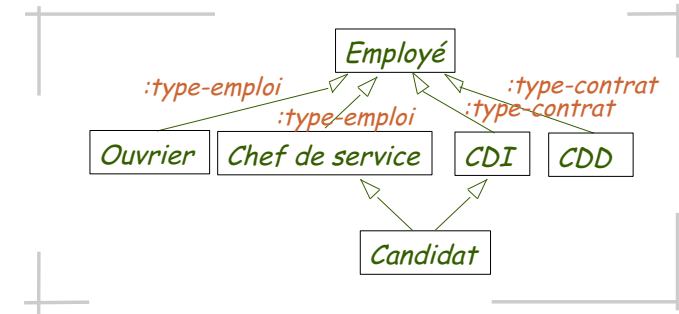 Employé
:type-emploi
:type-contrat
:type-contrat
:type-emploi
Ouvrier
Chef de service
CDI
CDD
Candidat